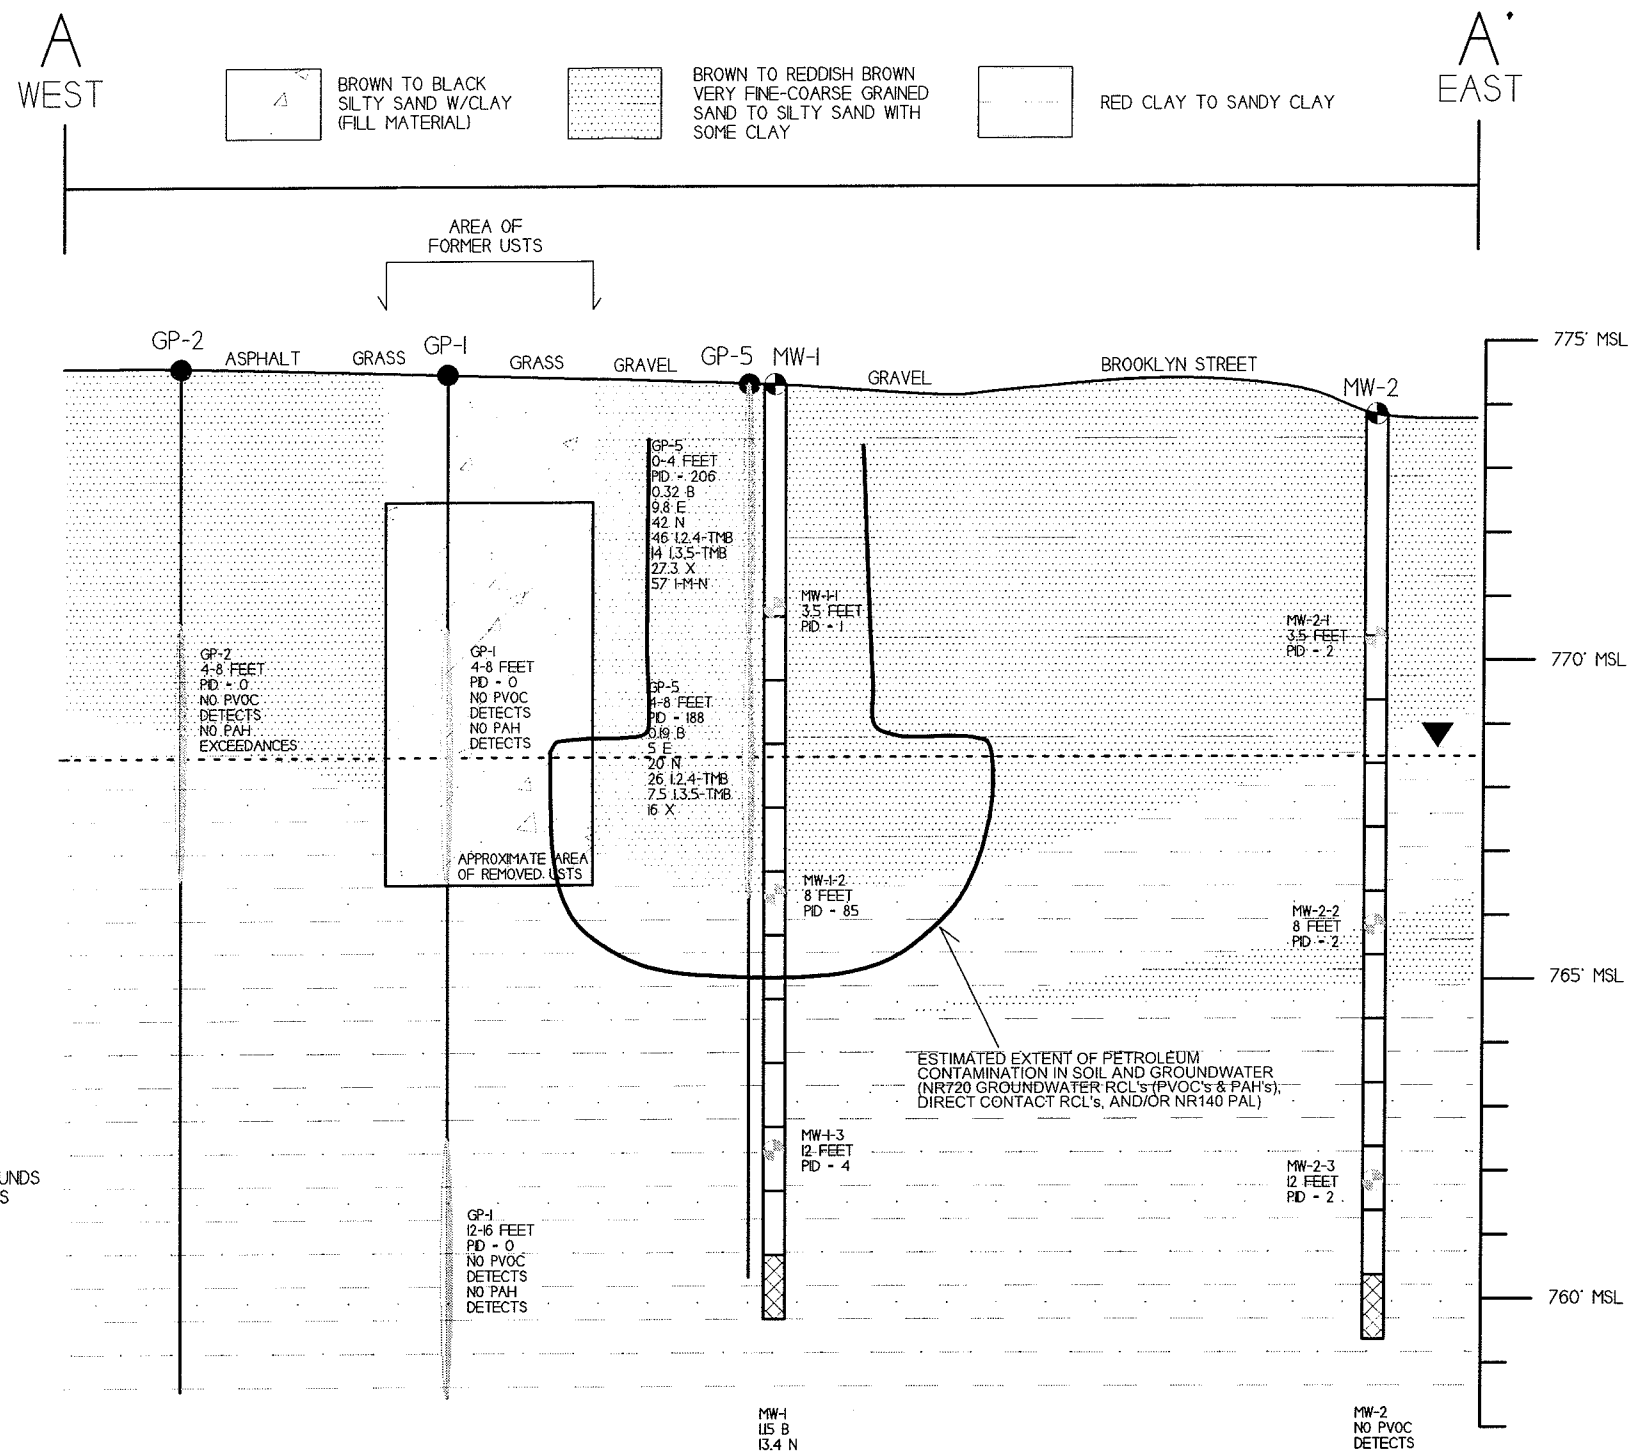 A
WEST
BROWN TO BLACK
SILTY SAND W/CLAY
(FILL MATERIAL)
BROWN TO REDDISH BROWN
VERY FINE-COARSE GRAINED
SAND TO SILTY SAND WITH
SOME CLAY
RED CLAY TO SANDY CLAY
A'
EAST
AREA OF
FORMER USTS
GP-2
ASPHALT
GRASS
GP-1
GRASS
GRAVEL
GP-5
MW-1
GRAVEL
BROOKLYN STREET
MW-2
775' MSL
GP-5
0-4 FEET
PID - 206
0.32 B
9.8 E
42 N
46 1,2,4-TMB
14 1,3,5-TMB
27.3 X
57 1-M-N
MW-1-1
3.5 FEET
PID - 1
MW-2-1
3.5 FEET
PID - 2
770' MSL
GP-2
4-8 FEET
PID - 0
NO PVOC
DETECTS
NO PAH
EXCEEDANCES
GP-1
4-8 FEET
PID - 0
NO PVOC
DETECTS
NO PAH
DETECTS
GP-5
4-8 FEET
PID - 188
0.19 B
5 E
20 N
26 1,2,4-TMB
7.5 1,3,5-TMB
16 X
APPROXIMATE AREA
OF REMOVED USTS
MW-1-2
8 FEET
PID - 85
MW-2-2
8 FEET
PID - 2
765' MSL
ESTIMATED EXTENT OF PETROLEUM
CONTAMINATION IN SOIL AND GROUNDWATER
(NR720 GROUNDWATER RCL's (PVOC's & PAH's),
DIRECT CONTACT RCL's, AND/OR NR140 PAL)
MW-1-3
12 FEET
PID - 4
MW-2-3
12 FEET
PID - 2
UNDS
S
GP-1
12-16 FEET
PID - 0
NO PVOC
DETECTS
NO PAH
DETECTS
760' MSL
MW-1
1.15 B
13.4 N
MW-2
NO PVOC
DETECTS